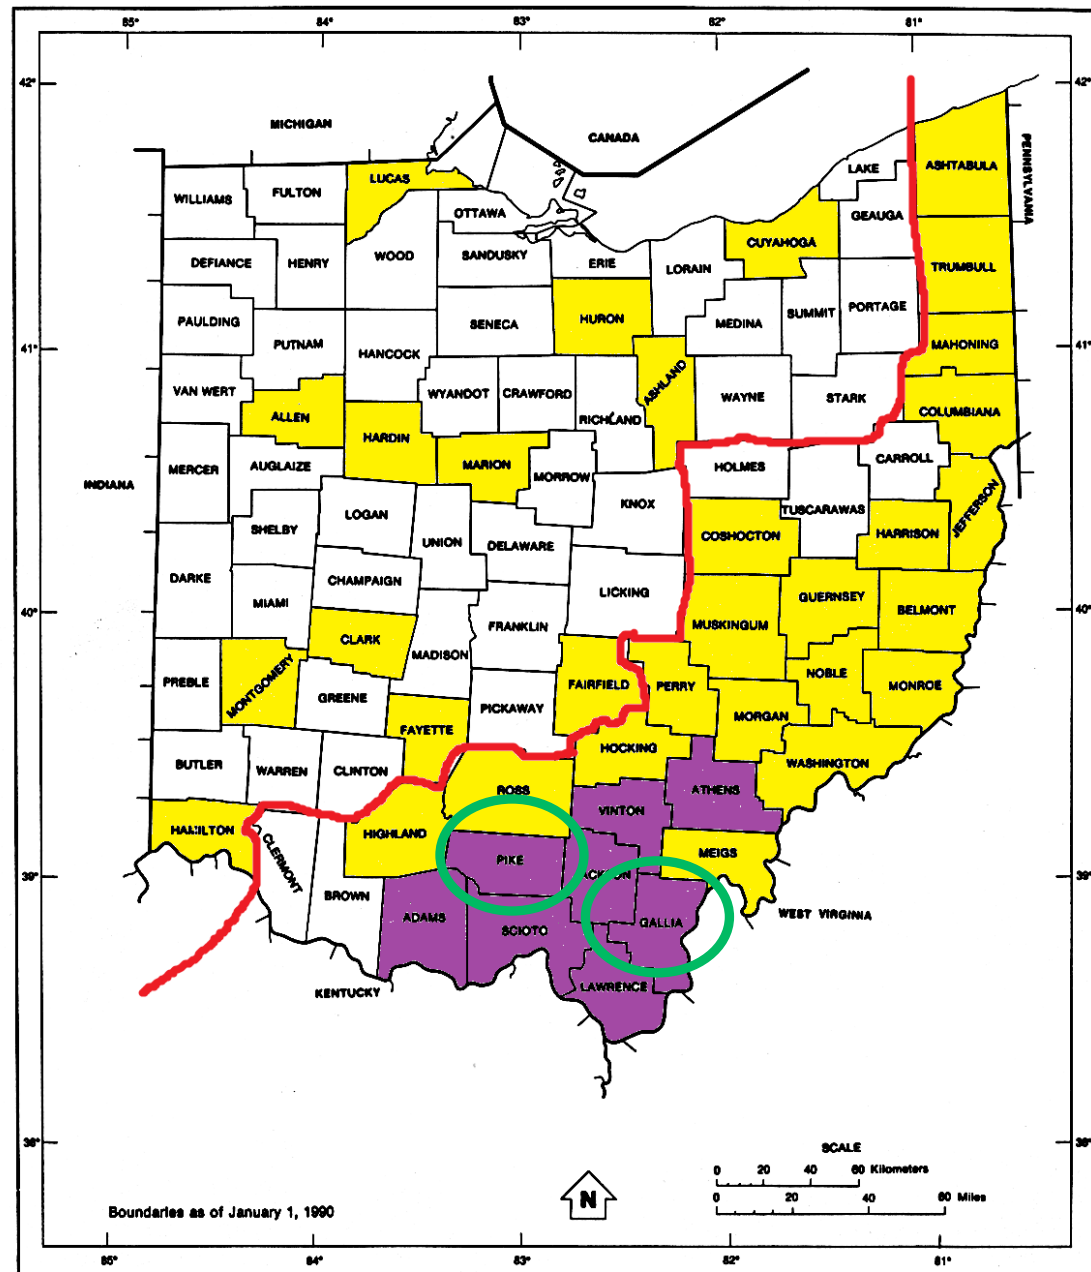 85° 84° 83° 82° 81°
42° 42°
MICHIGAN
CANADA
PENNSYLVANIA
LAKE
ASHTABULA
LUCAS
FULTON
WILLIAMS
OTTAWA
GEAUGA
CUYAHOGA
WOOD
SANDUSKY
ERIE
LORAIN
DEFIANCE
HENRY
TRUMBULL
PORTAGE
SUMMIT
PAULDING
SENECA
HURON
MEDINA
PUTNAM
MAHONING
41° 41°
HANCOCK
ASHLAND
VAN WERT
WYANDOT
CRAWFORD
WAYNE
STARK
RICHLAND
COLUMBIANA
ALLEN
HARDIN
CARROLL
MARION
AUGLAIZE
HOLMES
MERCER
INDIANA
MORROW
KNOX
JEFFERSON
LOGAN
TUSCARAWAS
SHELBY
COSHOCTON
HARRISON
UNION
DELAWARE
DARKE
CHAMPAIGN
LICKING
GUERNSEY
MIAMI
BELMONT
40° 40°
FRANKLIN
MUSKINGUM
CLARK
MADISON
NOBLE
PREBLE
MONTGOMERY
FAIRFIELD
PERRY
MONROE
GREENE
PICKAWAY
MORGAN
FAYETTE
HOCKING
BUTLER
WARREN
CLINTON
WASHINGTON
ROSS
ATHENS
VINTON
HAMILTON
HIGHLAND
CLERMONT
PIKE
MEIGS
39° 39°
BROWN
ADAMS
WEST VIRGINIA
GALLIA
SCIOTO
LAWRENCE
KENTUCKY
38° 38°
SCALE
0 20 40 60 Kilometers
0 20 40 60 Miles
N
Boundaries as of January 1, 1990
85° 84° 83° 82° 81°